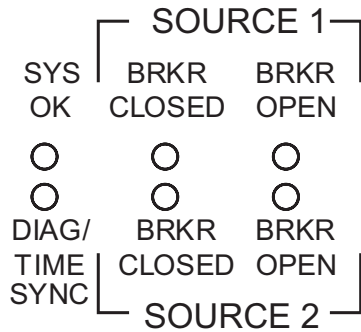 SOURCE 1
SYS BRKR BRKR
OK CLOSED OPEN
DIAG/ BRKR BRKR
TIME CLOSED OPEN
SYNC
SOURCE 2